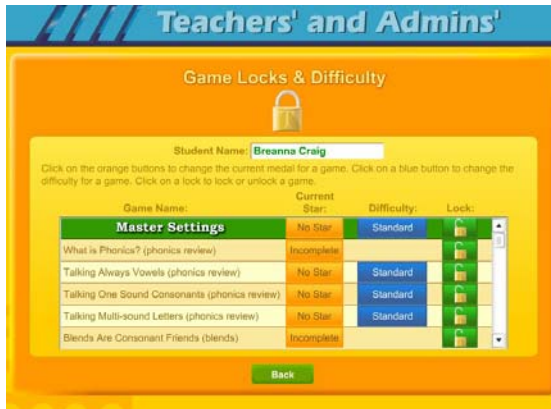 Teachers' and Admins'
Game Locks & Difficulty
Student Name: Breanna Craig
Click on the orange buttons to change the current medal for a game. Click on a blue button to change the
difficulty for a game. Click on a lock to lock or unlock a game.
Game Name: Current Star: Difficulty: Lock:
Master Settings No Star Standard
What is Phonics? (phonics review) Incomplete
Talking Always Vowels (phonics review) No Star Standard
Talking One Sound Consonants (phonics review) No Star Standard
Talking Multi-sound Letters (phonics review) No Star Standard
Blends Are Consonant Friends (blends) Incomplete
Back